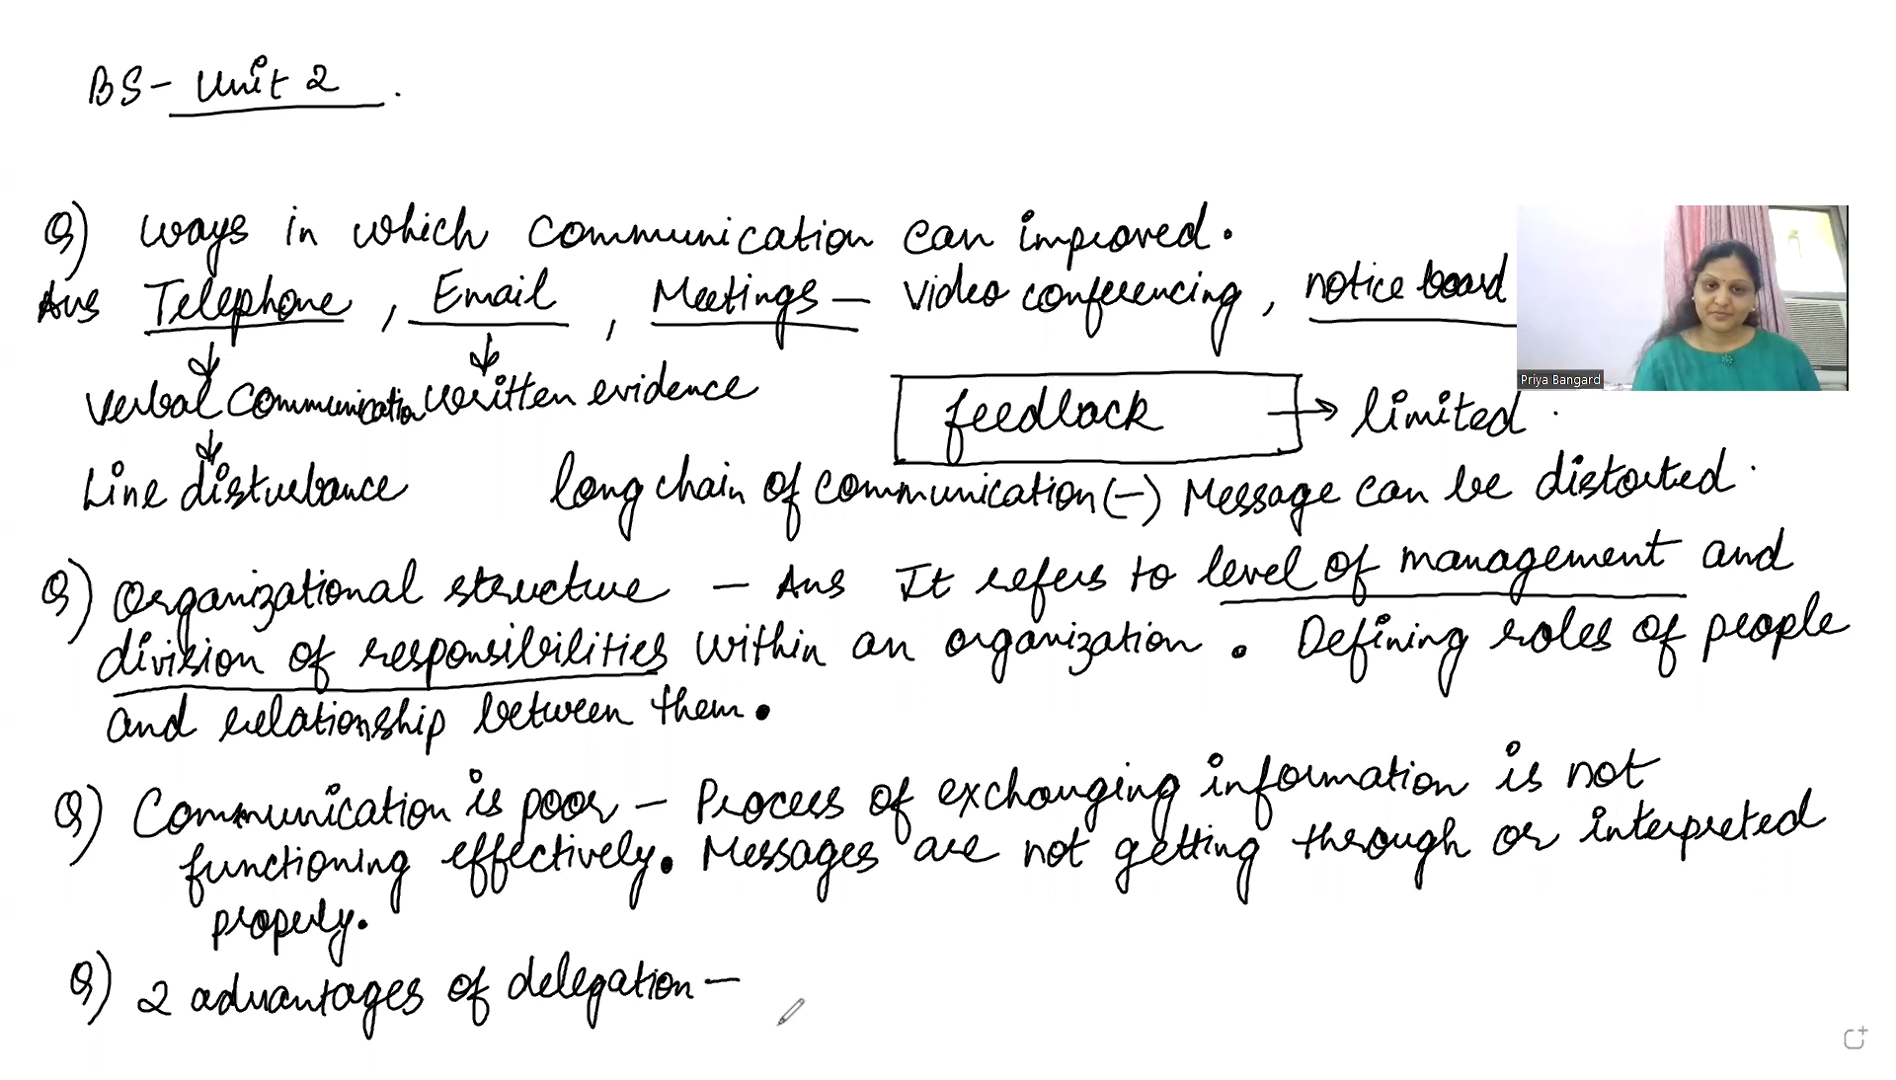 BS- Unit 2 .
Q) ways in which communication can improved.
Ans Telephone , Email , Meetings - Video conferencing , notice board
Verbal Communication Written evidence
feedback → limited .
Line disturbance
long chain of communication (-) Message can be distorted .
Q) Organizational structure - Ans It refers to level of management and
division of responsibilities within an organization . Defining roles of people
and relationship between them .
Q) Communication is poor - Process of exchanging information is not
functioning effectively. Messages are not getting through or interpreted
properly.
Q) 2 advantages of delegation -
Priya Bangard